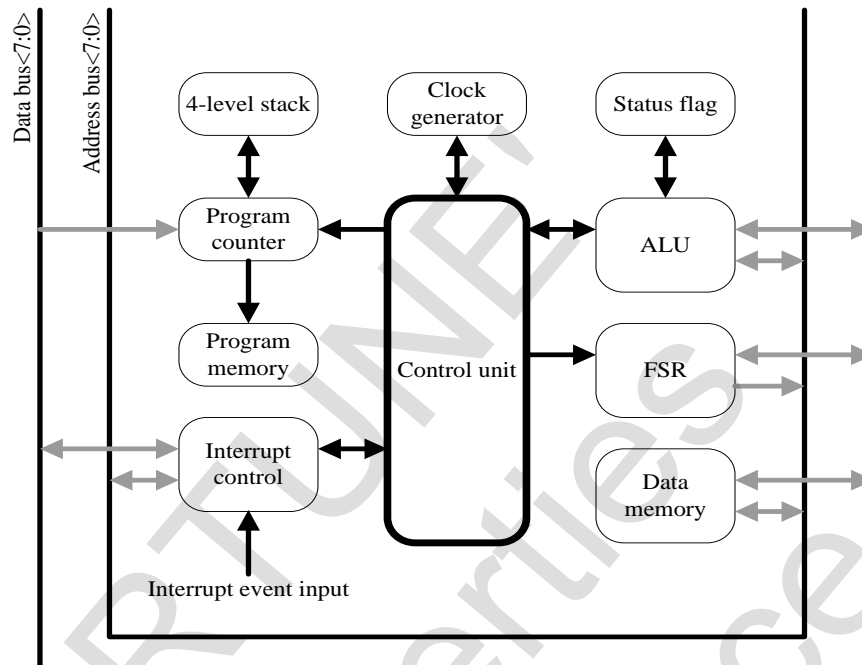 Data bus<7:0>
Address bus<7:0>
4-level stack
Clock
generator
Status flag
Program
counter
ALU
Program
memory
Control unit
FSR
Interrupt
control
Data
memory
Interrupt event input
RTUNE'